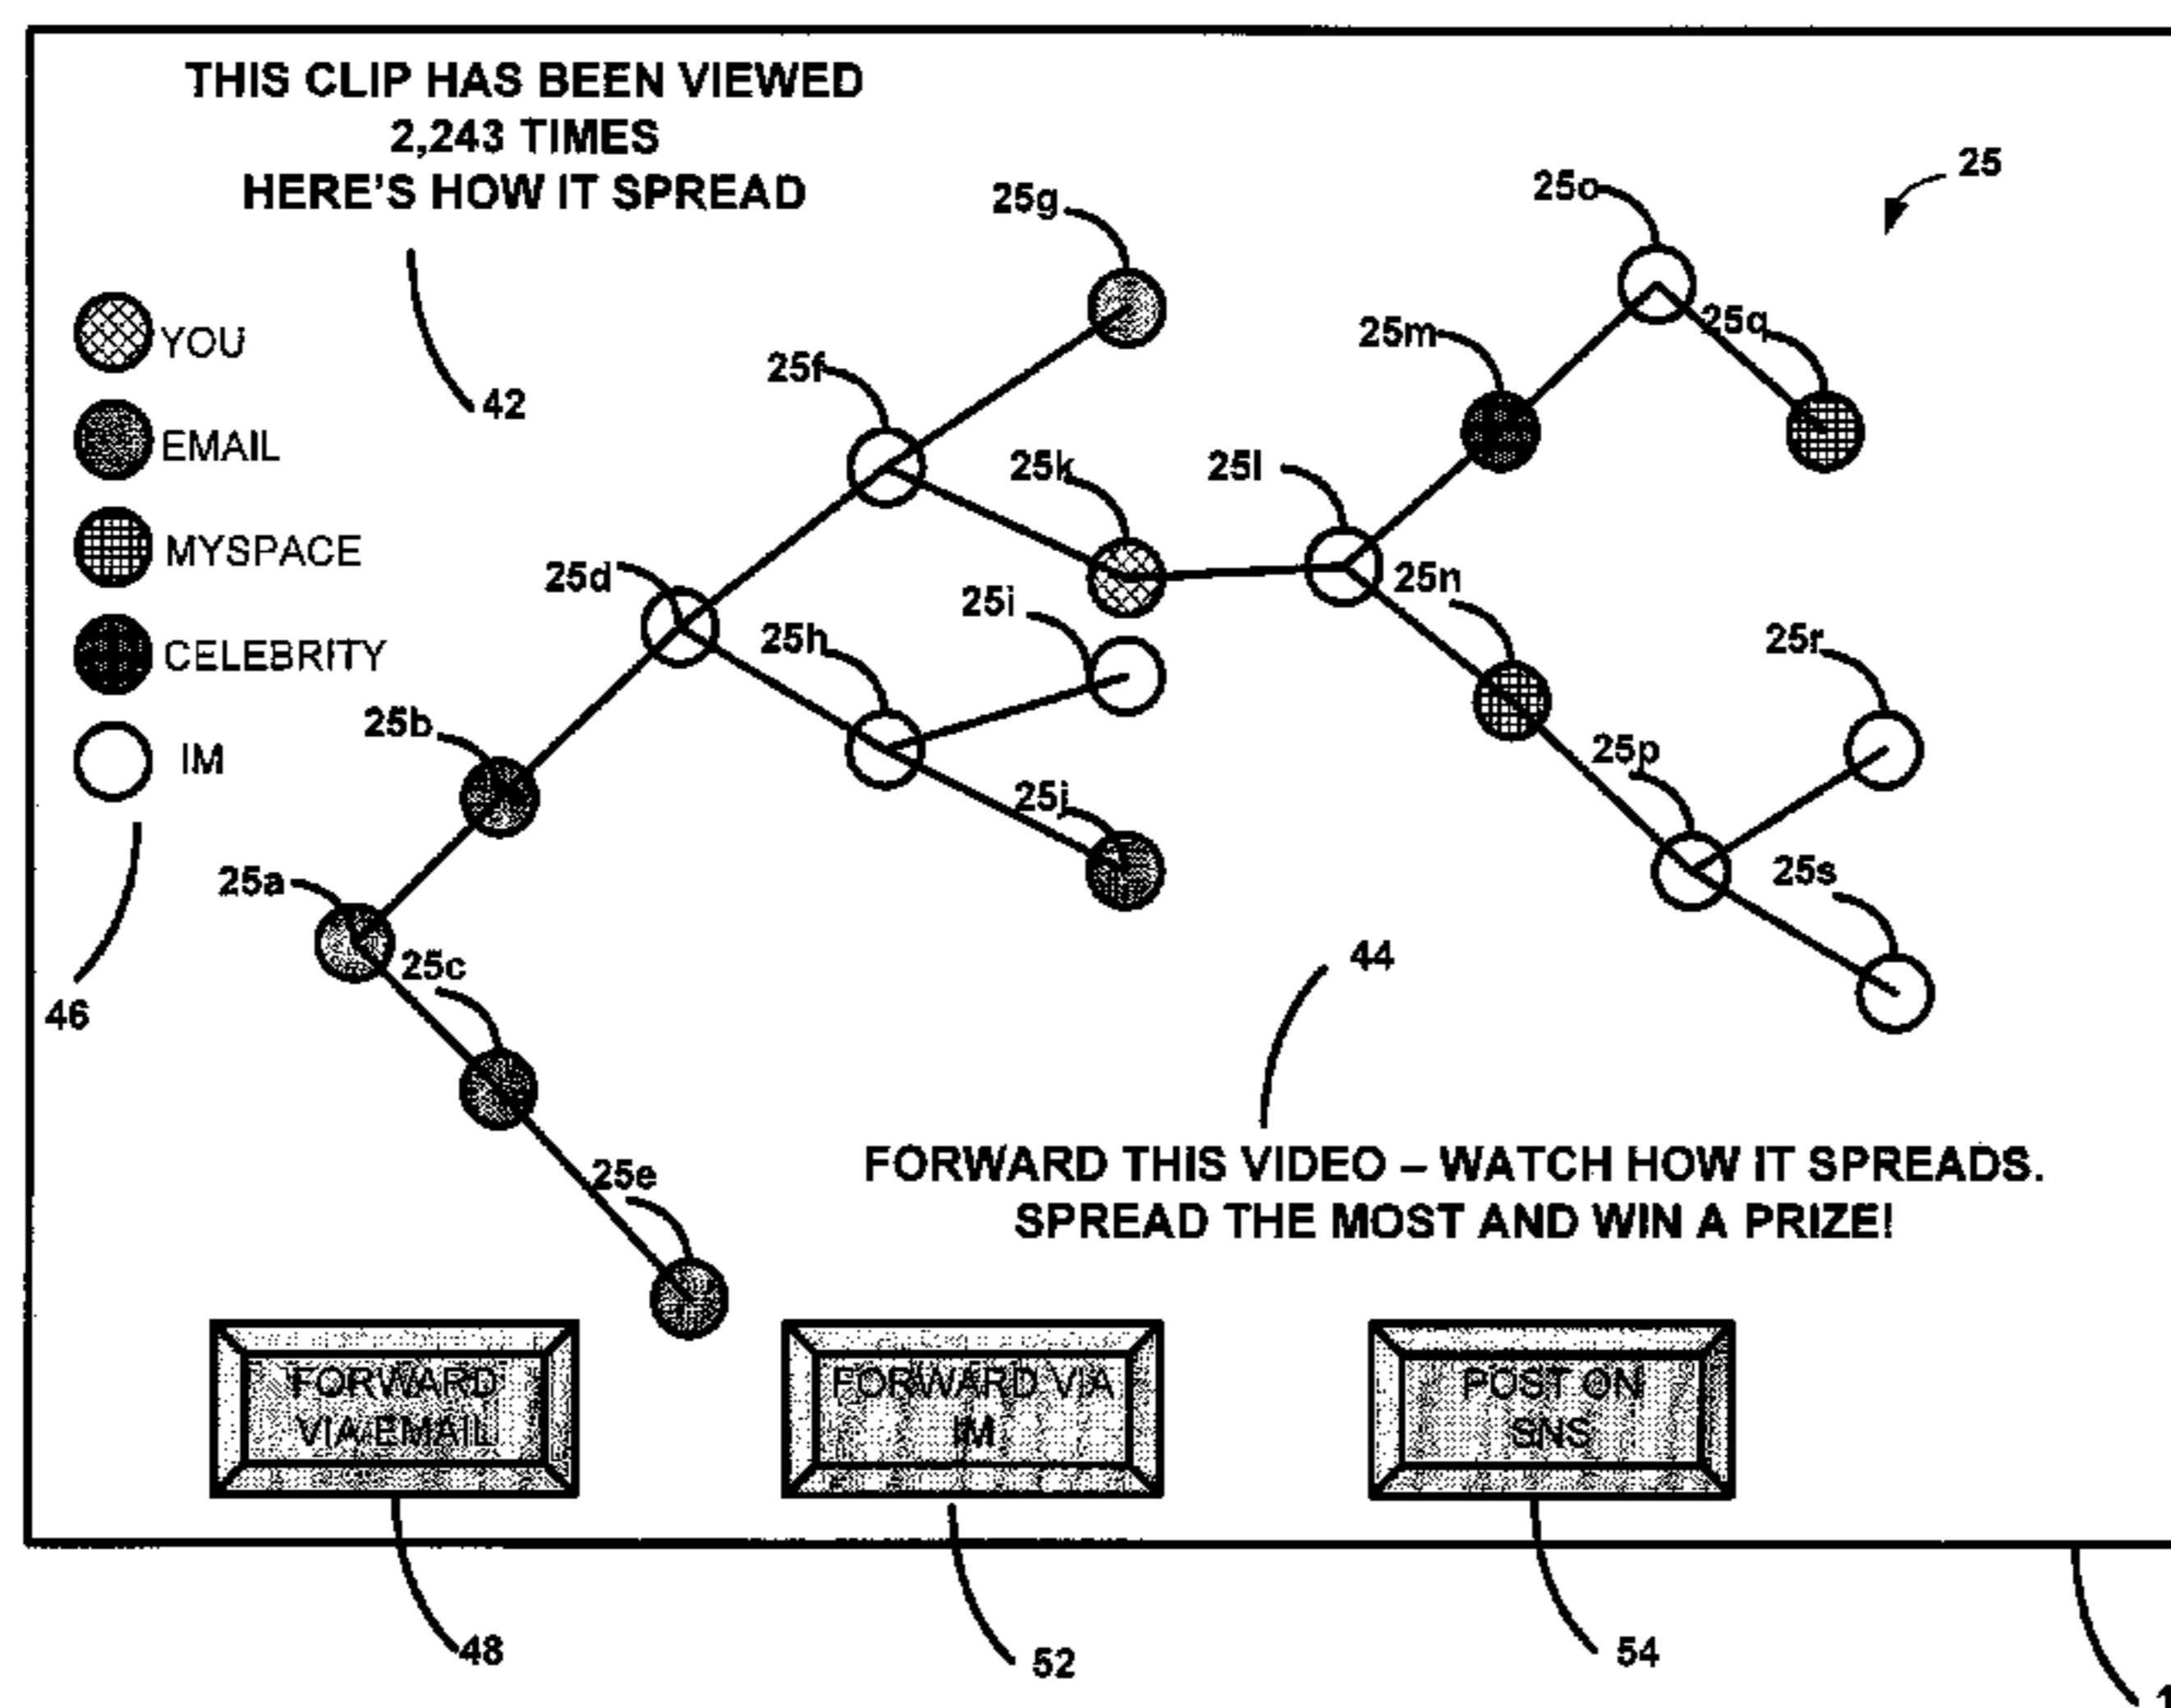 THIS CLIP HAS BEEN VIEWED
2,243 TIMES
HERE'S HOW IT SPREAD
42
25
YOU
EMAIL
MYSPACE
CELEBRITY
IM
46
25g
25o
25m
25q
25f
25k
25l
25d
25i
25n
25h
25r
25b
25p
25j
25a
25s
25c
44
25e
FORWARD THIS VIDEO – WATCH HOW IT SPREADS.
SPREAD THE MOST AND WIN A PRIZE!
FORWARD
VIA EMAIL
FORWARD VIA
IM
POST ON
SNS
48
52
54